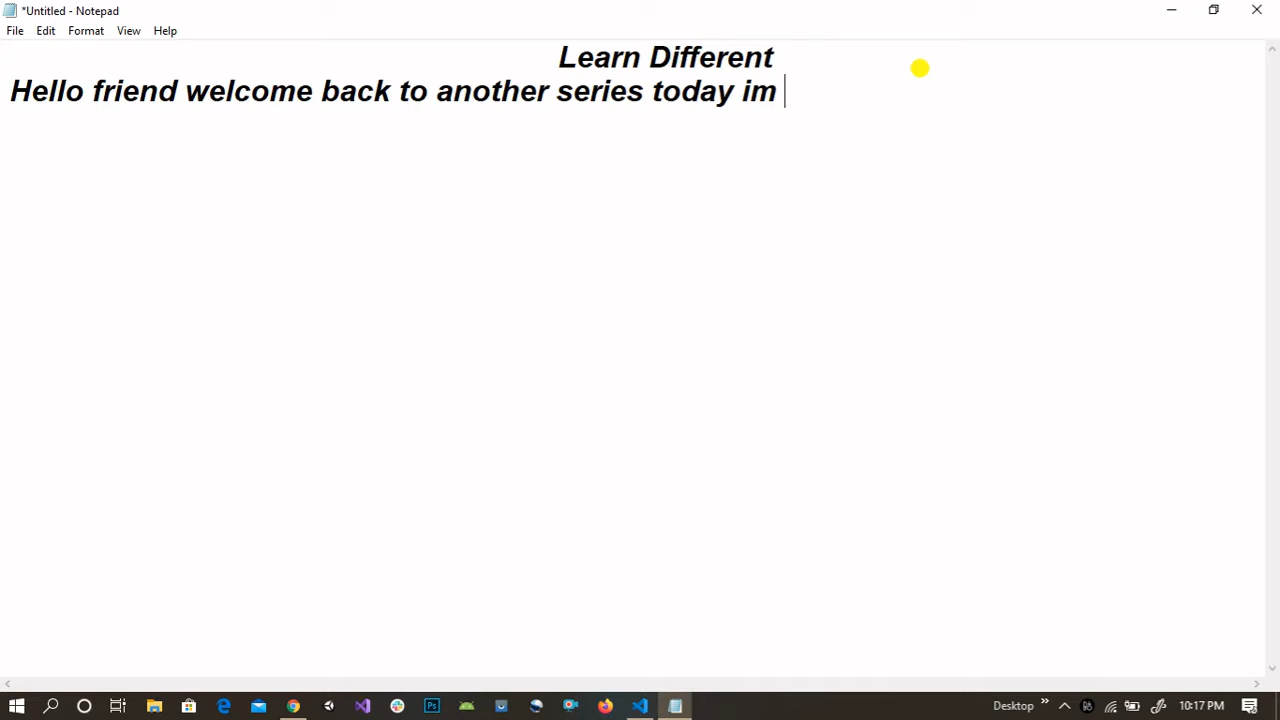 *Untitled - Notepad
File Edit Format View Help
Learn Different
Hello friend welcome back to another series today im
Ps
Desktop
10:17 PM